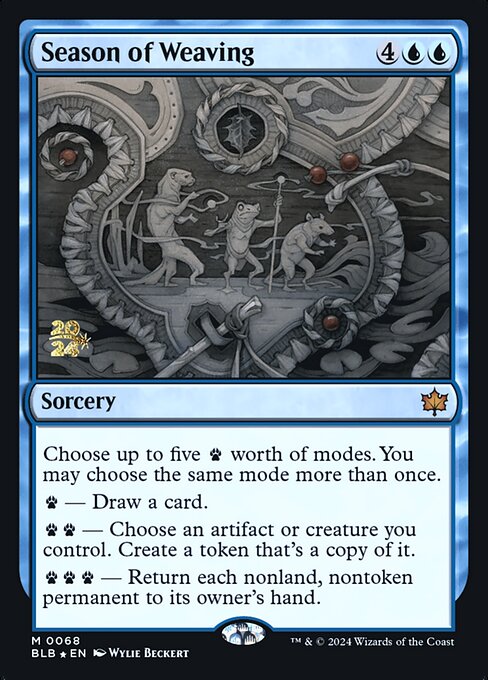 Season of Weaving 4
2024
Sorcery
Choose up to five worth of modes. You
may choose the same mode more than once.
— Draw a card.
— Choose an artifact or creature you
control. Create a token that's a copy of it.
— Return each nonland, nontoken
permanent to its owner's hand.
M 0068
BLB ★ EN Wylie Beckert
™ & © 2024 Wizards of the Coast